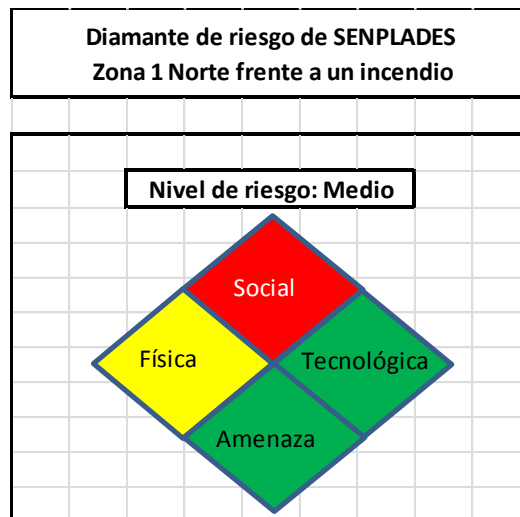 Diamante de riesgo de SENPLADES
Zona 1 Norte frente a un incendio
Nivel de riesgo: Medio
Social
Física
Tecnológica
Amenaza